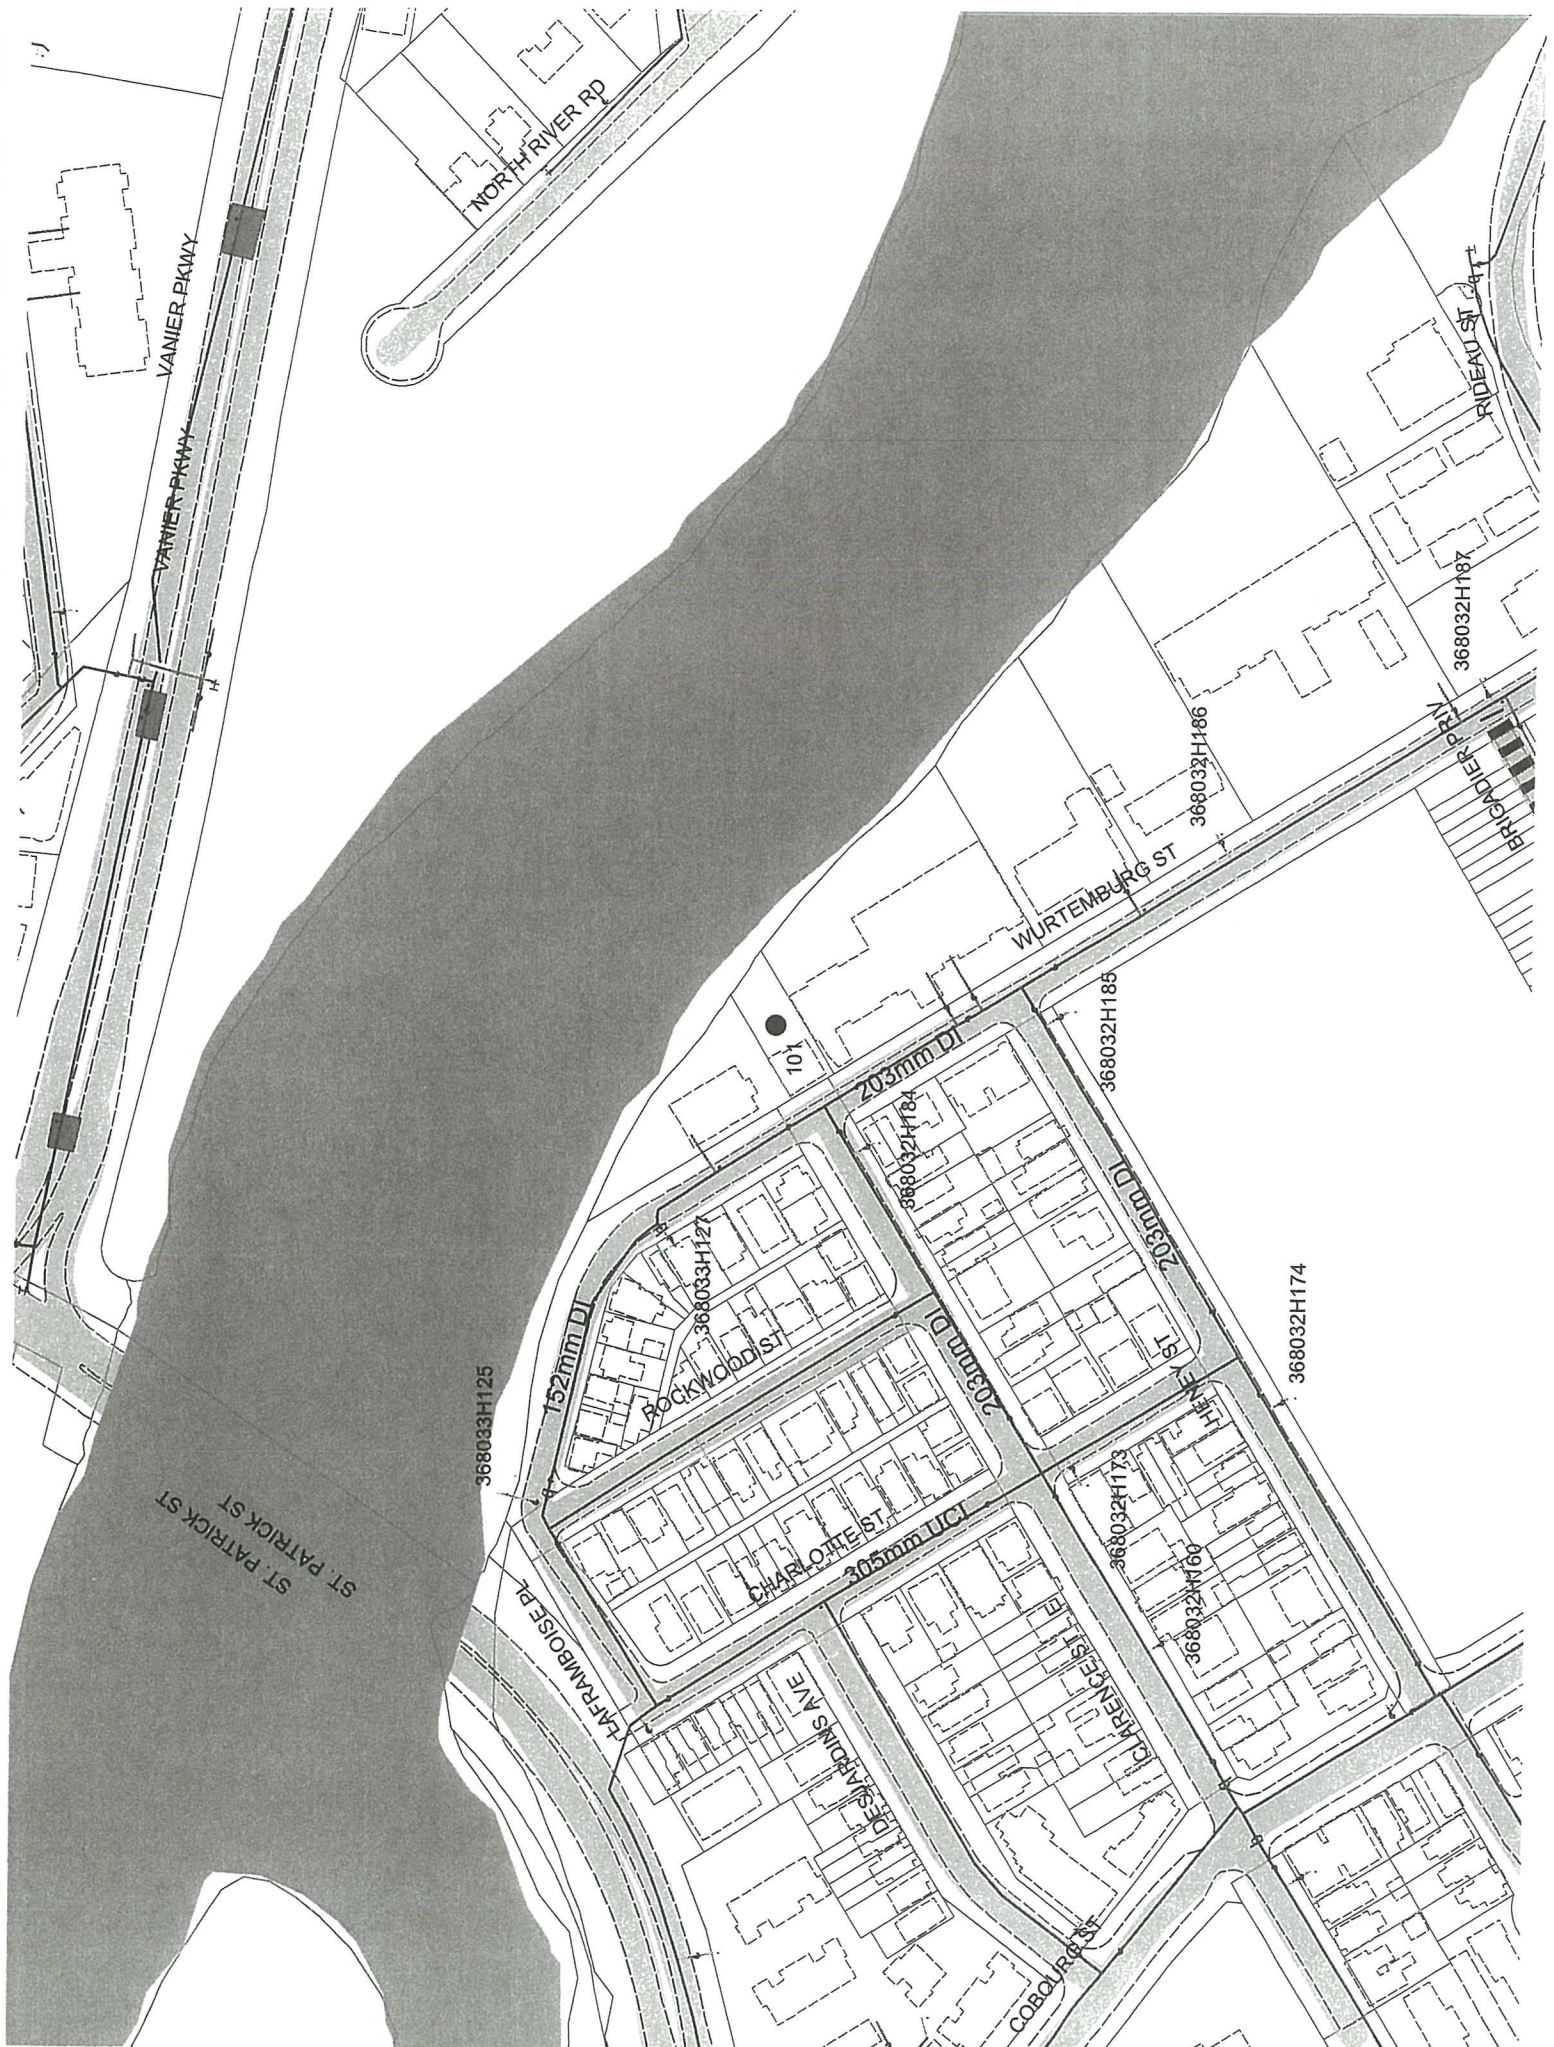 NORTH RIVER RD
VANIER PKWY
VANIER PKWY
RIDEAU ST
368032H187
368032H186
BRIGADIER PRIV
WURTEMBURG ST
368032H185
101
203mm DI
368032H184
203mm DI
368033H127
152mm DI
368032H174
ROCKWOOD ST
203mm DI
HENEY ST
368033H125
368032H173
ST. PATRICK ST
ST. PATRICK ST
CHARLOTTE ST
305mm UCI
368032H160
LAFRAMBOISE PL
CLARENCE ST E
DESJARDINS AVE
COBOURG ST